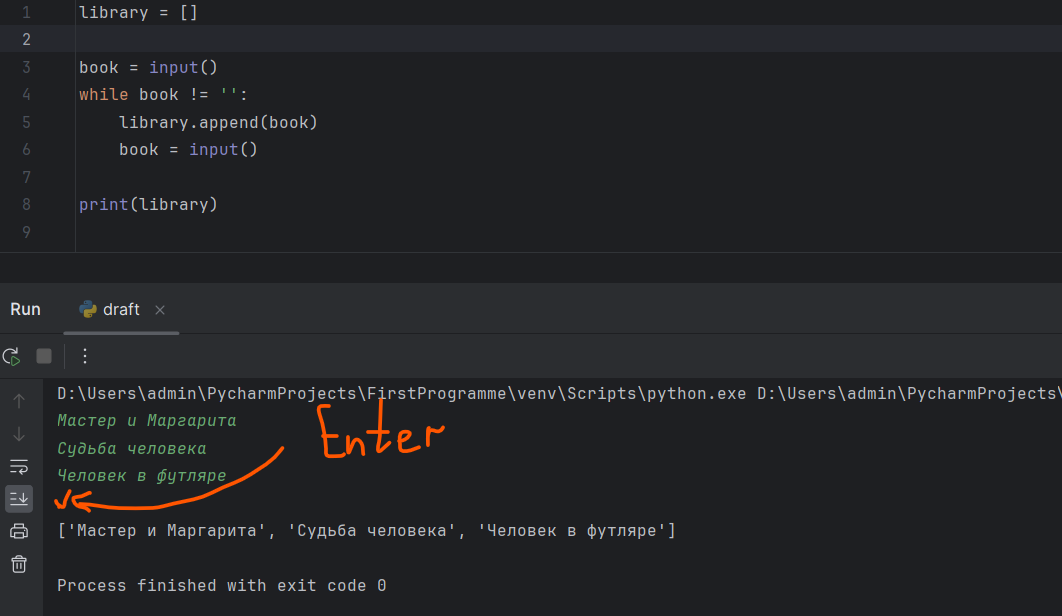 1 library = []
2
3 book = input()
4 while book != '':
5     library.append(book)
6     book = input()
7
8 print(library)
9
Run draft
D:\Users\admin\PycharmProjects\FirstProgramme\venv\Scripts\python.exe D:\Users\admin\PycharmProjects\
Мастер и Маргарита
Enter
Судьба человека
Человек в футляре
['Мастер и Маргарита', 'Судьба человека', 'Человек в футляре']
Process finished with exit code 0